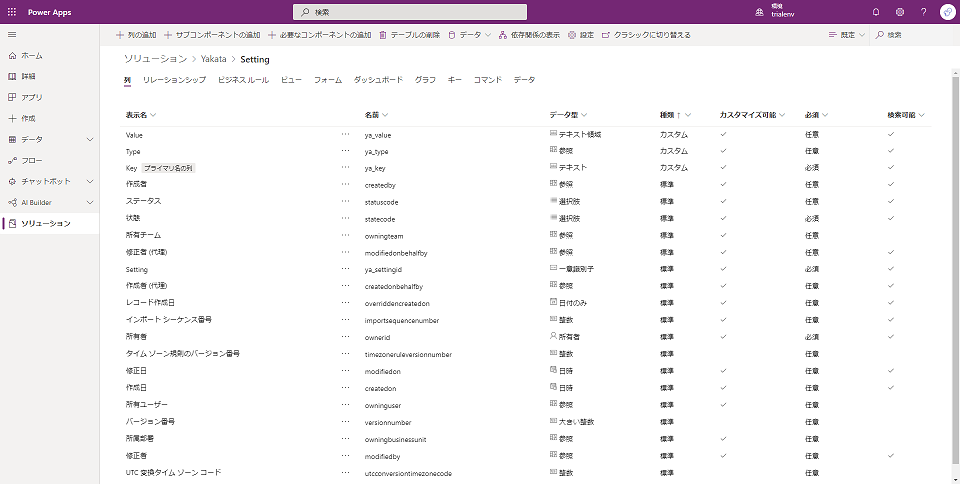 Power Apps 検索 環境 trialenv ?
列の追加 サブコンポーネントの追加 必要なコンポーネントの追加 テーブルの削除 データ 依存関係の表示 設定 クラシックに切り替える 既定 検索
ホーム
詳細
アプリ
作成
データ
フロー
チャットボット
AI Builder
ソリューション
ソリューション > Yakata > Setting
列 リレーションシップ ビジネス ルール ビュー フォーム ダッシュボード グラフ キー コマンド データ
表示名 名前 データ型 種類 ↑ カスタマイズ可能 必須 検索可能
Value ··· ya_value テキスト領域 カスタム ✓ 任意 ✓
Type ··· ya_type 参照 カスタム ✓ 任意 ✓
Key プライマリ名の列 ··· ya_key テキスト カスタム ✓ 必須 ✓
作成者 ··· createdby 参照 標準 ✓ 任意 ✓
ステータス ··· statuscode 選択肢 標準 ✓ 任意 ✓
状態 ··· statecode 選択肢 標準 ✓ 必須 ✓
所有チーム ··· owningteam 参照 標準 ✓ 任意
修正者 (代理) ··· modifiedonbehalfby 参照 標準 ✓ 任意 ✓
Setting ··· ya_settingid 一意識別子 標準 ✓ 必須 ✓
作成者 (代理) ··· createdonbehalfby 参照 標準 ✓ 任意 ✓
レコード作成日 ··· overriddencreatedon 日付のみ 標準 ✓ 任意 ✓
インポート シーケンス番号 ··· importsequencenumber 整数 標準 ✓ 任意 ✓
所有者 ··· ownerid 所有者 標準 ✓ 必須 ✓
タイム ゾーン規則のバージョン番号 ··· timezoneruleversionnumber 整数 標準 任意
修正日 ··· modifiedon 日時 標準 ✓ 任意 ✓
作成日 ··· createdon 日時 標準 ✓ 任意 ✓
所有ユーザー ··· owninguser 参照 標準 ✓ 任意
バージョン番号 ··· versionnumber 大きい整数 標準 任意
所属部署 ··· owningbusinessunit 参照 標準 ✓ 任意
修正者 ··· modifiedby 参照 標準 ✓ 任意 ✓
UTC 変換タイム ゾーン コード ··· utcconversiontimezonecode 整数 標準 任意